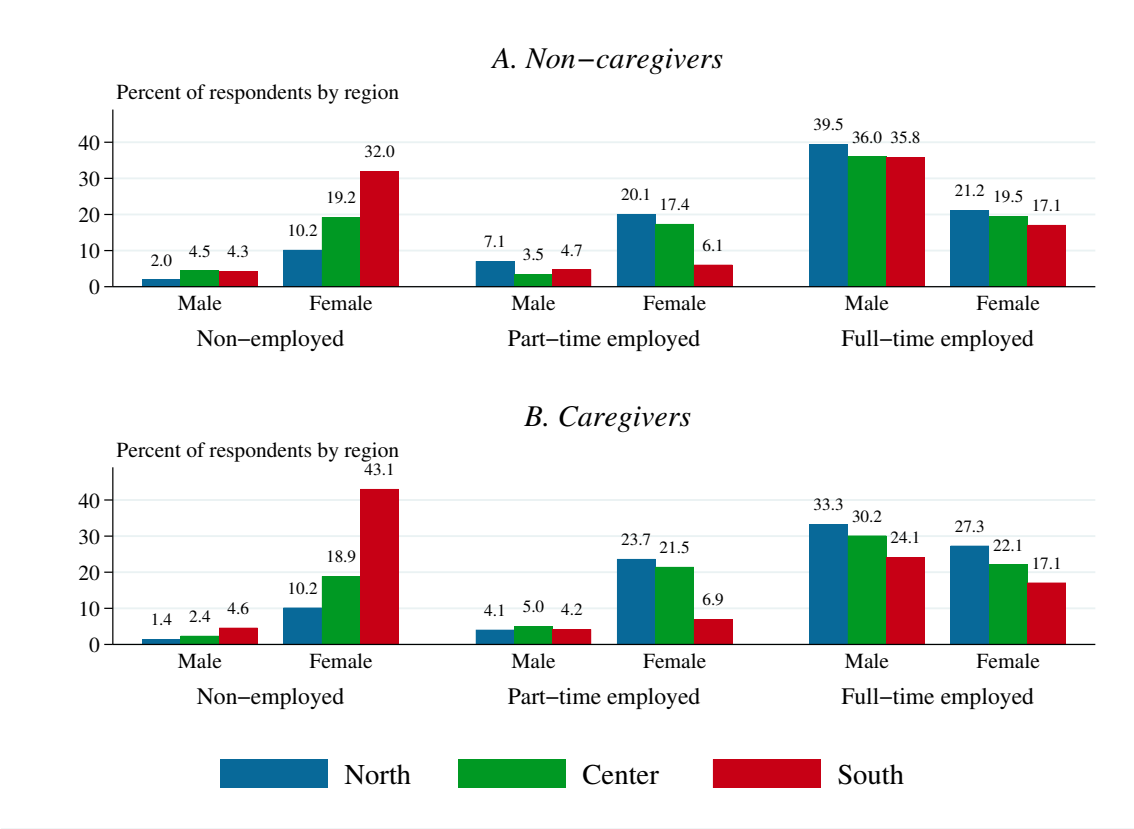 A. Non−caregivers
Percent of respondents by region
40
30
20
10
0
2.0 4.5 4.3 10.2 19.2 32.0 7.1 3.5 4.7 20.1 17.4 6.1 39.5 36.0 35.8 21.2 19.5 17.1
Male Female Male Female Male Female
Non−employed Part−time employed Full−time employed
B. Caregivers
Percent of respondents by region
40
30
20
10
0
1.4 2.4 4.6 10.2 18.9 43.1 4.1 5.0 4.2 23.7 21.5 6.9 33.3 30.2 24.1 27.3 22.1 17.1
Male Female Male Female Male Female
Non−employed Part−time employed Full−time employed
North Center South